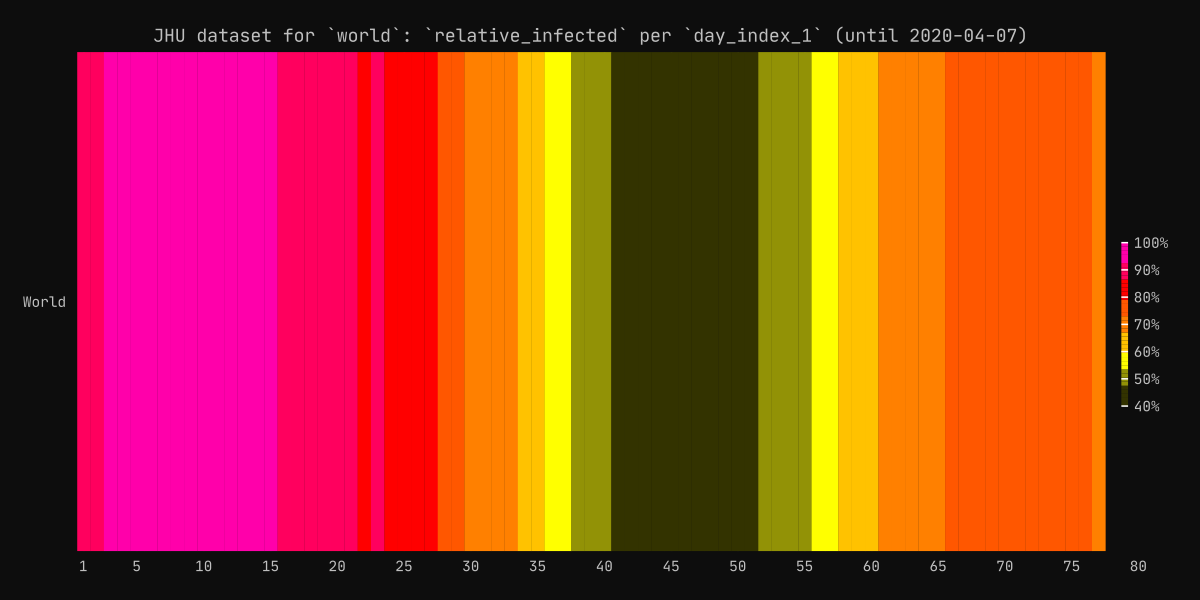 JHU dataset for `world`: `relative_infected` per `day_index_1` (until 2020-04-07)
World
100%
90%
80%
70%
60%
50%
40%
1 5 10 15 20 25 30 35 40 45 50 55 60 65 70 75 80